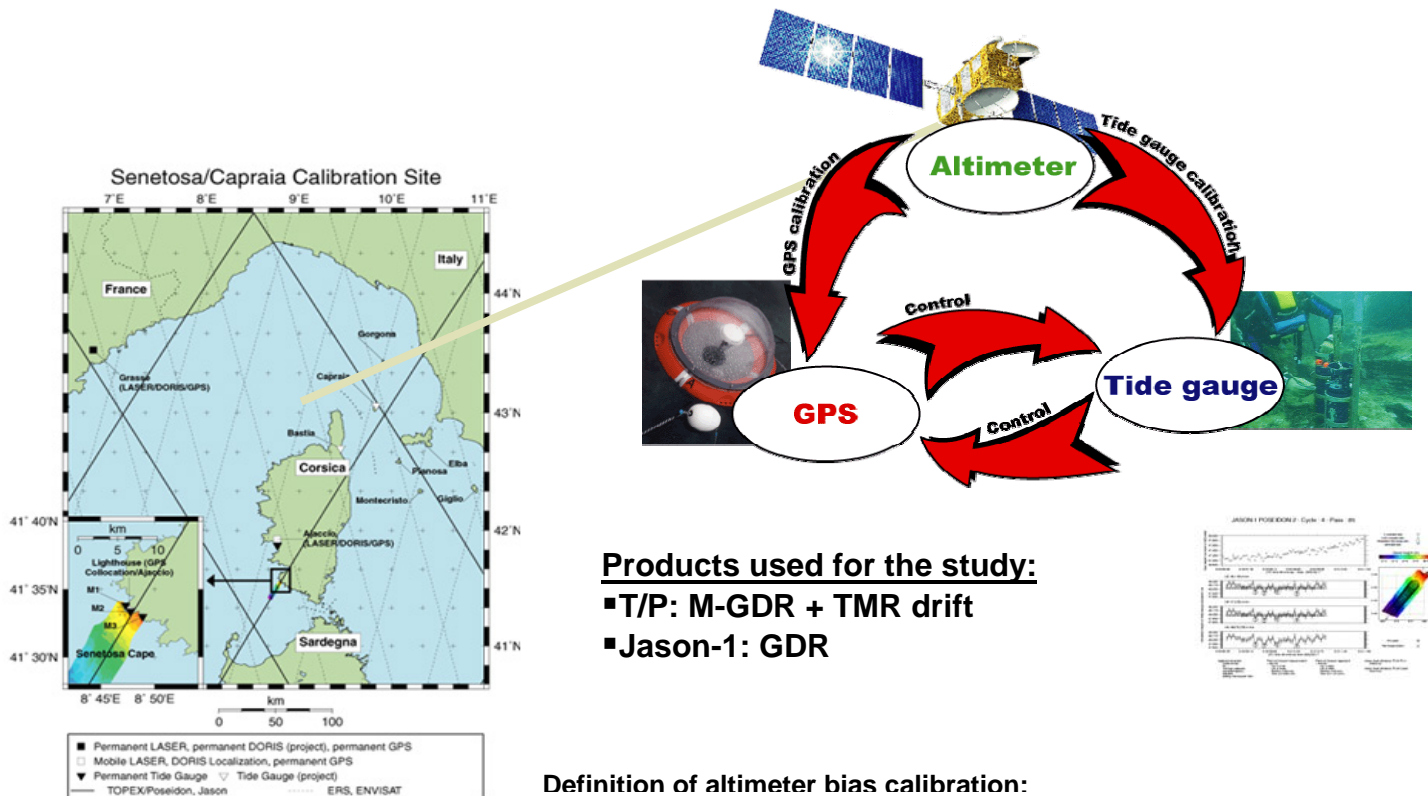 Senetosa/Capraia Calibration Site
7˚E 8˚E 9˚E 10˚E 11˚E
Italy
France
44˚N
Gorgona
Capraia
Grasse
(LASER/DORIS/GPS)
43˚N
Bastia
Corsica
Elba
Pianosa
Montecristo
Giglio
42˚N
Ajaccio
(LASER/DORIS/GPS)
Sardegna
41˚N
41˚ 40'N
41˚ 35'N
41˚ 30'N
km
0 5 10
Lighthouse (GPS
Collocation/Ajaccio)
M1
M2
M3
Senetosa Cape
8˚ 45'E 8˚ 50'E
km
0 50 100
Permanent LASER, permanent DORIS (project), permanent GPS
Mobile LASER, DORIS Localization, permanent GPS
Permanent Tide Gauge Tide Gauge (project)
TOPEX/Poseidon, Jason ERS, ENVISAT
Altimeter
GPS calibration
Tide gauge calibration
Control
GPS
Tide gauge
Control
Products used for the study:
▪T/P: M-GDR + TMR drift
▪Jason-1: GDR
JASON 1 POSEIDON 2 - Cycle
Definition of altimeter bias calibration: